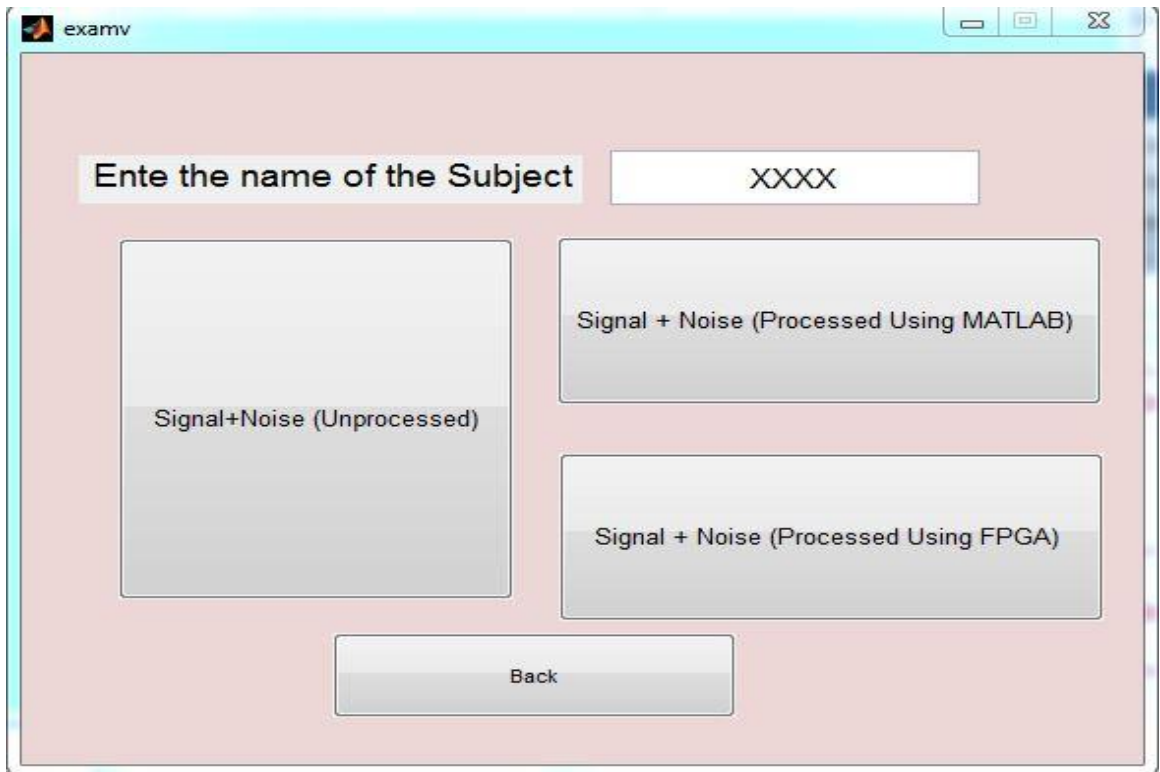 examv
Ente the name of the Subject
XXXX
Signal+Noise (Unprocessed)
Signal + Noise (Processed Using MATLAB)
Signal + Noise (Processed Using FPGA)
Back